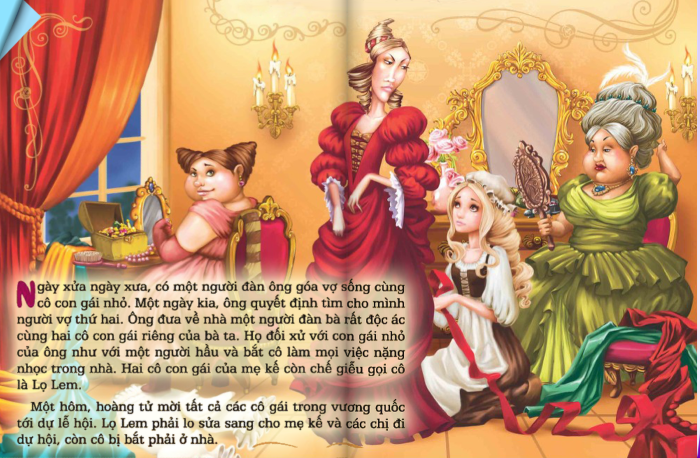 Ngày xửa ngày xưa, có một người đàn ông góa vợ sống cùng
cô con gái nhỏ. Một ngày kia, ông quyết định tìm cho mình
người vợ thứ hai. Ông đưa về nhà một người đàn bà rất độc ác
cùng hai cô con gái riêng của bà ta. Họ đối xử với con gái nhỏ
của ông như với một người hầu và bắt cô làm mọi việc nặng
nhọc trong nhà. Hai cô con gái của mẹ kế còn chế giễu gọi cô
là Lọ Lem.
Một hôm, hoàng tử mời tất cả các cô gái trong vương quốc
tới dự lễ hội. Lọ Lem phải lo sửa sang cho mẹ kế và các chị đi
dự hội, còn cô bị bắt phải ở nhà.